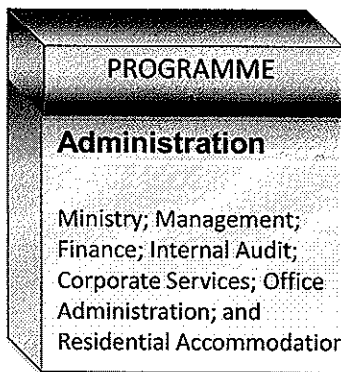 PROGRAMME
Administration
Ministry; Management;
Finance; Internal Audit;
Corporate Services; Office
Administration; and
Residential Accommodation